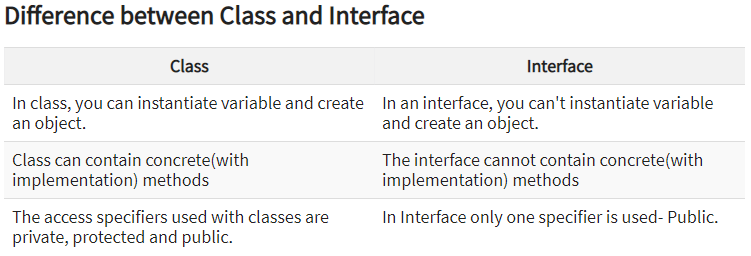 Difference between Class and Interface
Class
Interface
In class, you can instantiate variable and create
an object.
In an interface, you can't instantiate variable
and create an object.
Class can contain concrete(with
implementation) methods
The interface cannot contain concrete(with
implementation) methods
The access specifiers used with classes are
private, protected and public.
In Interface only one specifier is used- Public.